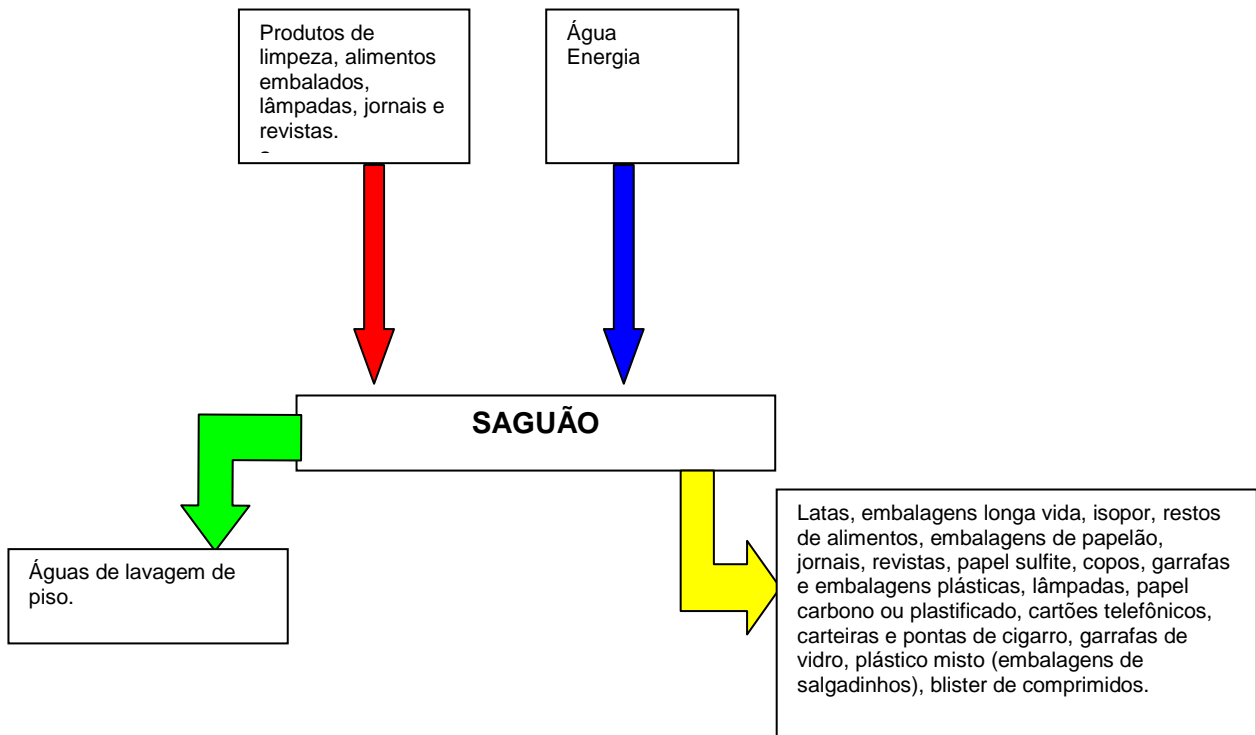 Produtos de
limpeza, alimentos
embalados,
lâmpadas, jornais e
revistas.
Água
Energia
SAGUÃO
Águas de lavagem de
piso.
Latas, embalagens longa vida, isopor, restos
de alimentos, embalagens de papelão,
jornais, revistas, papel sulfite, copos, garrafas
e embalagens plásticas, lâmpadas, papel
carbono ou plastificado, cartões telefônicos,
carteiras e pontas de cigarro, garrafas de
vidro, plástico misto (embalagens de
salgadinhos), blister de comprimidos.